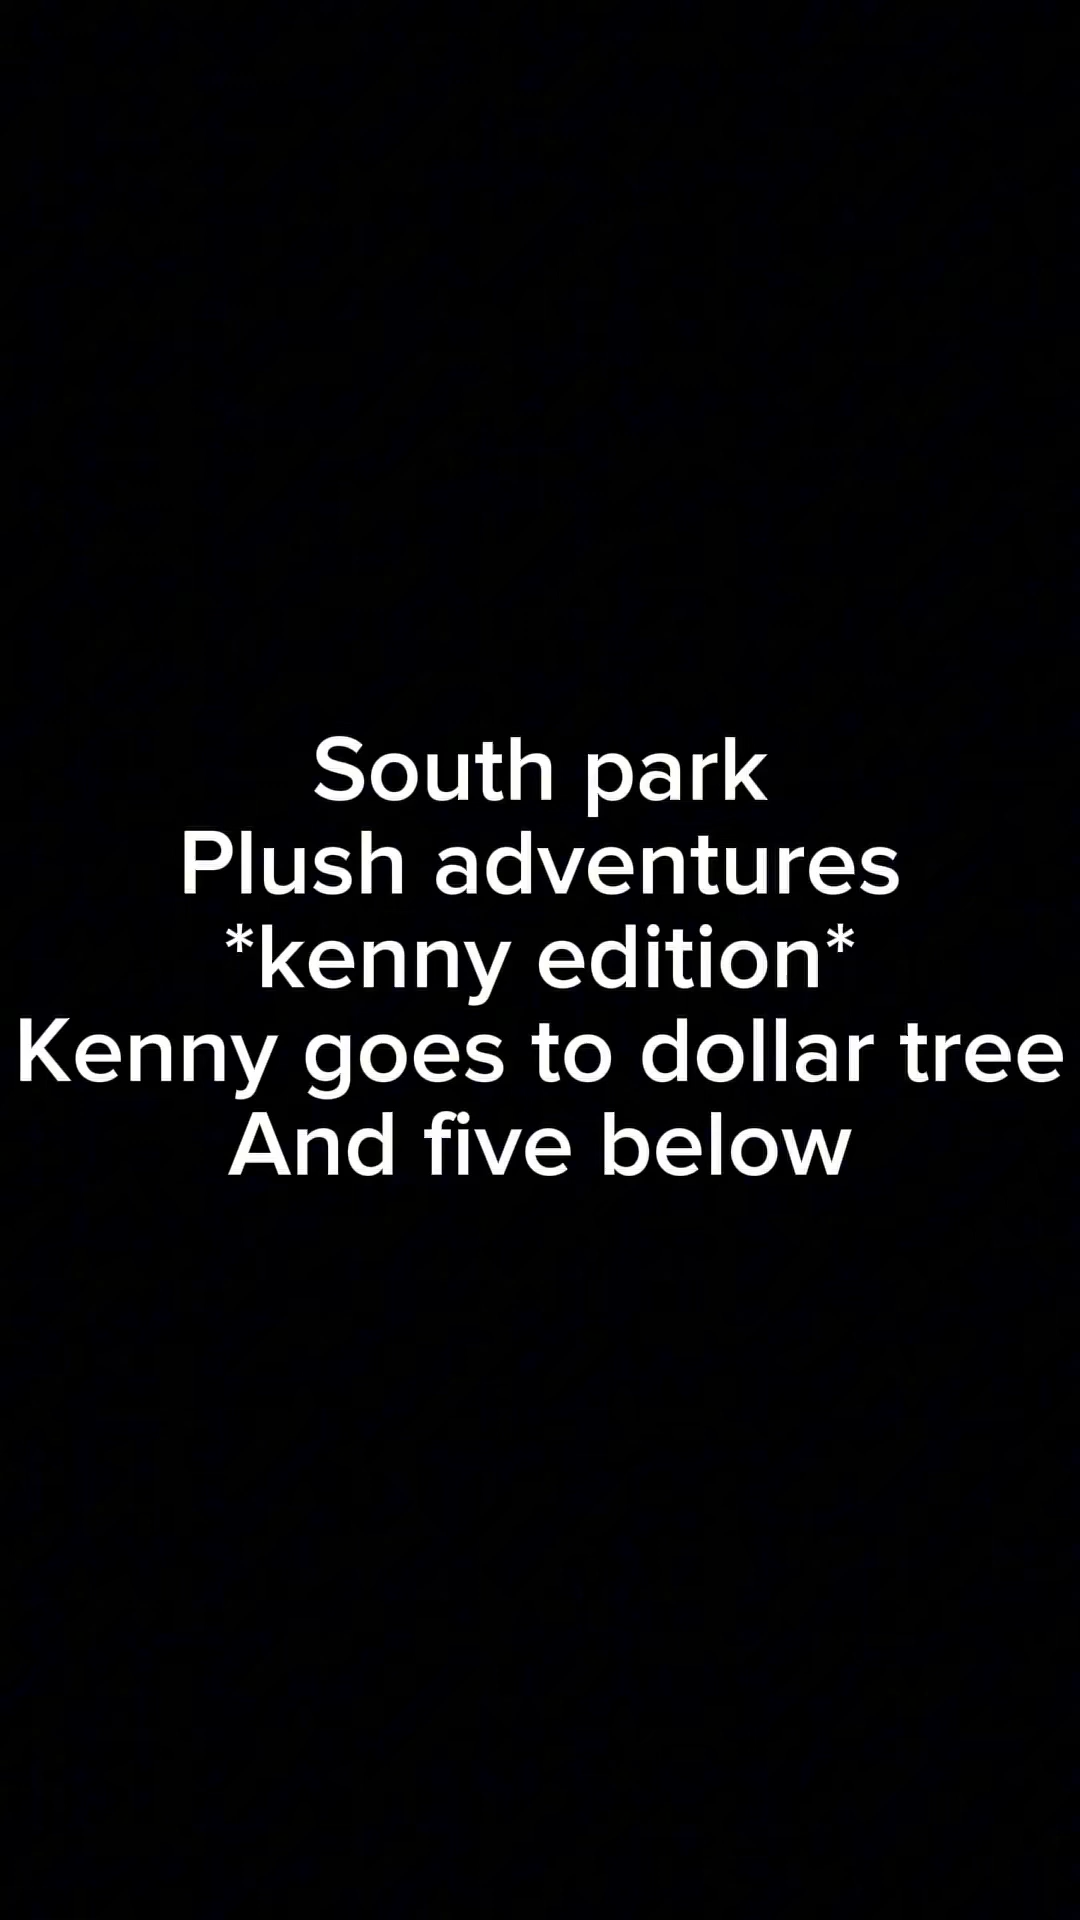 South park
Plush adventures
*kenny edition*
Kenny goes to dollar tree
And five below